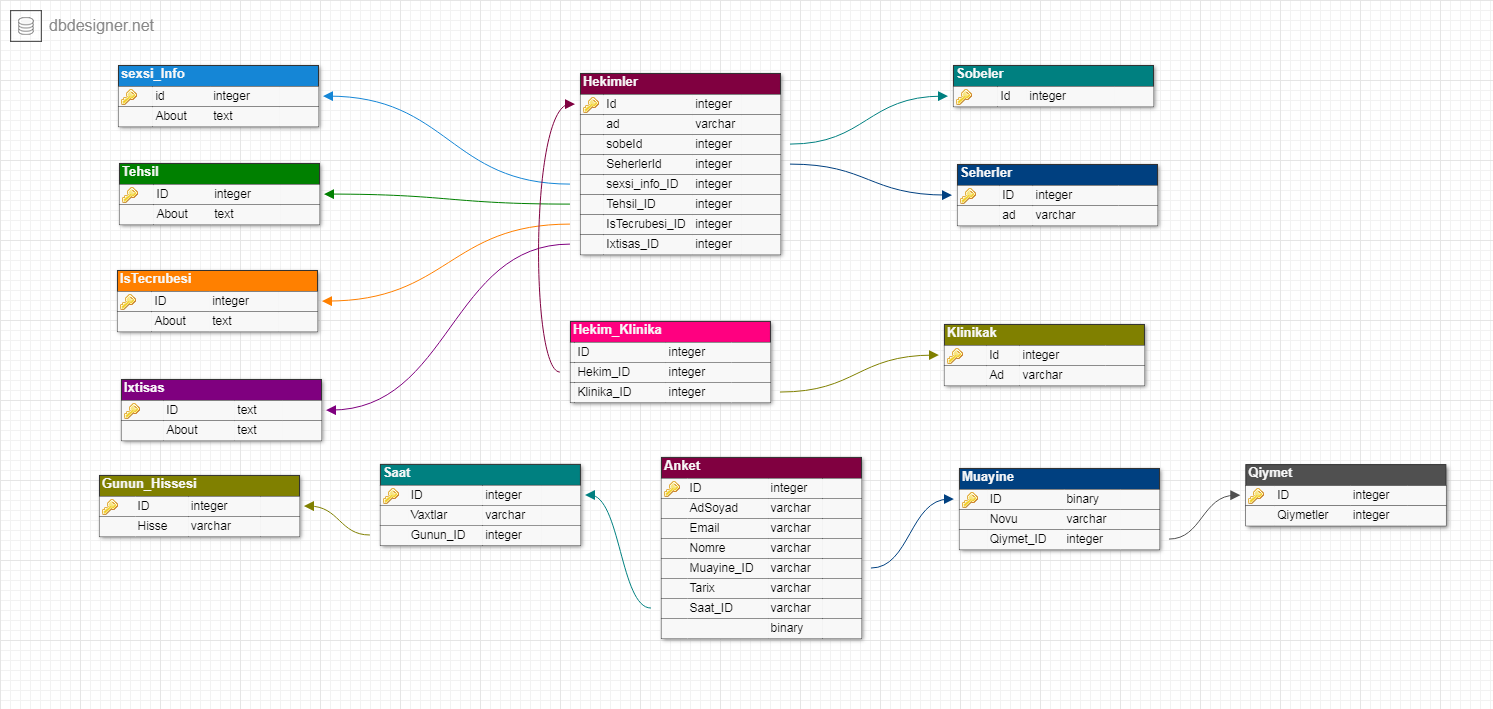 dbdesigner.net
sexsi_Info
id integer
About text
Tehsil
ID integer
About text
IsTecrubesi
ID integer
About text
Ixtisas
ID text
About text
Hekimler
Id integer
ad varchar
sobeId integer
SeherlerId integer
sexsi_info_ID integer
Tehsil_ID integer
IsTecrubesi_ID integer
Ixtisas_ID integer
Sobeler
Id integer
Seherler
ID integer
ad varchar
Hekim_Klinika
ID integer
Hekim_ID integer
Klinika_ID integer
Klinikak
Id integer
Ad varchar
Gunun_Hissesi
ID integer
Hisse varchar
Saat
ID integer
Vaxtlar varchar
Gunun_ID integer
Anket
ID integer
AdSoyad varchar
Email varchar
Nomre varchar
Muayine_ID varchar
Tarix varchar
Saat_ID varchar
binary
Muayine
ID binary
Novu varchar
Qiymet_ID integer
Qiymet
ID integer
Qiymetler integer